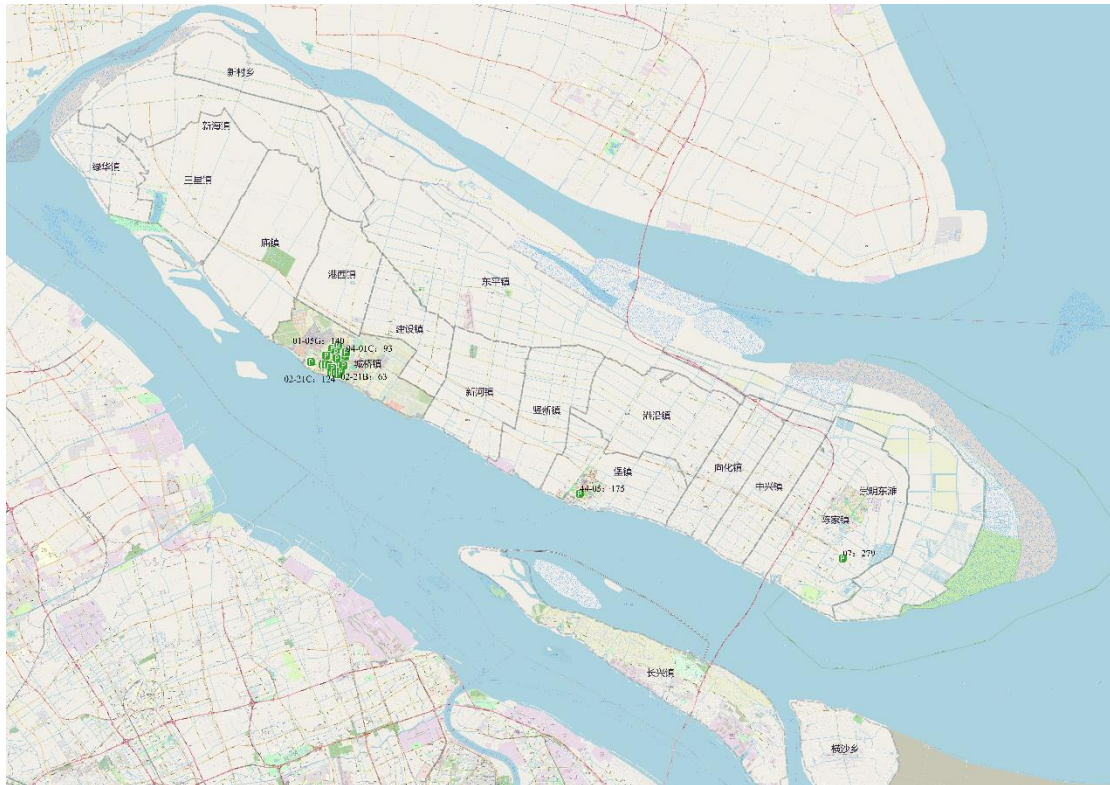 新村乡
新海镇
绿华镇
三星镇
庙镇
港西镇
东平镇
建设镇
01-05G：140
04-01C：93
城桥镇
02-21C：124
02-21B：63
新河镇
竖新镇
港沿镇
堡镇
向化镇
中兴镇
44-05：175
崇明东滩
陈家镇
07：279
长兴镇
横沙乡